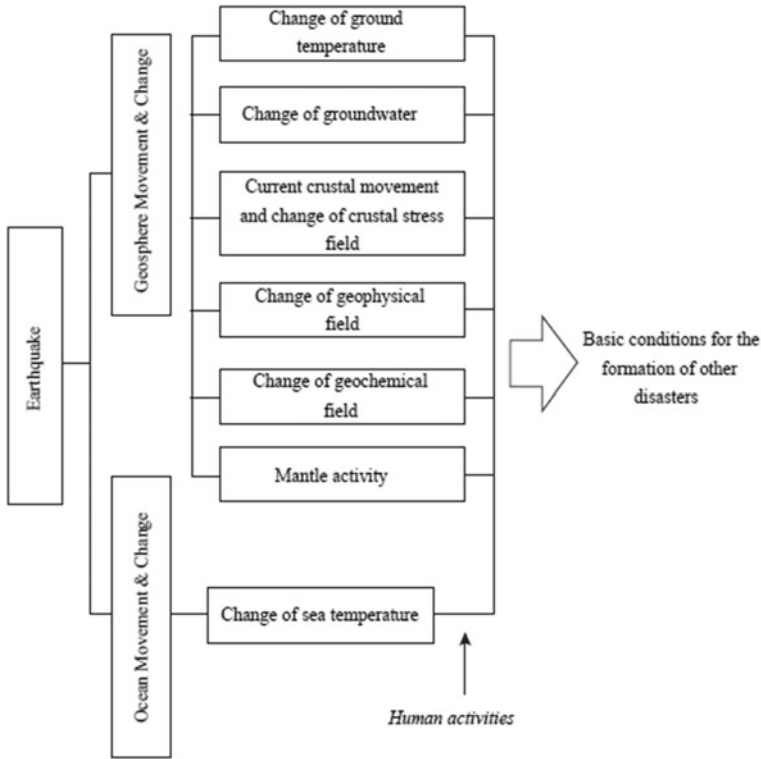 Earthquake
Geosphere Movement & Change
Ocean Movement & Change
Change of ground
temperature
Change of groundwater
Current crustal movement
and change of crustal stress
field
Change of geophysical
field
Change of geochemical
field
Mantle activity
Change of sea temperature
Human activities
Basic conditions for the
formation of other
disasters